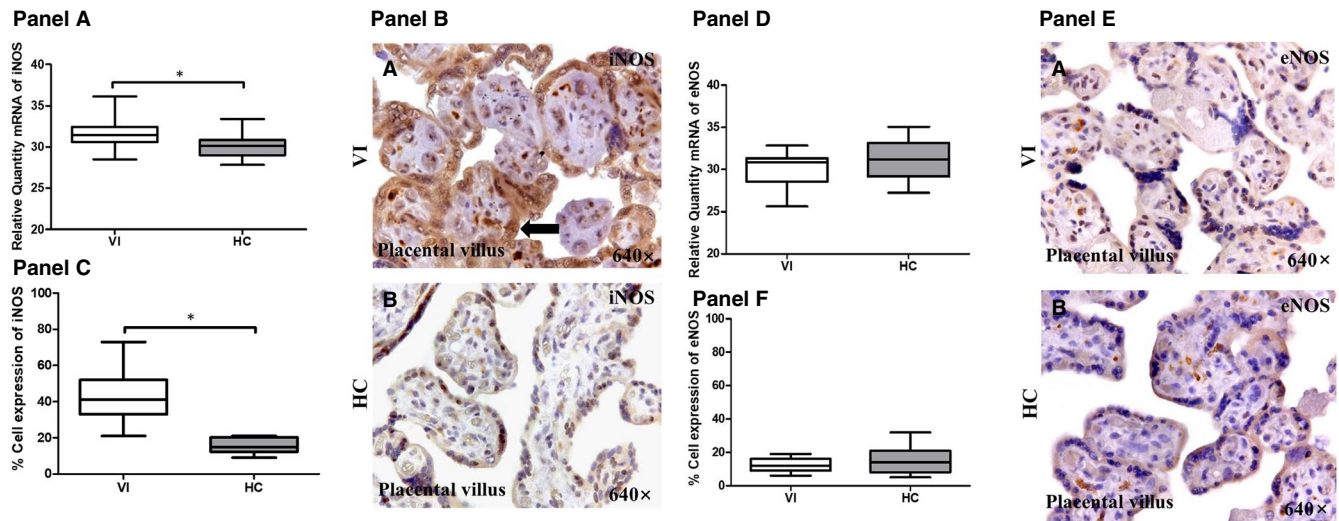 Panel A
Relative Quantity mRNA of iNOS
40
35
30
25
20
*
VI
HC
Panel B
A
iNOS
VI
Placental villus
640×
B
iNOS
HC
Placental villus
640×
Panel C
% Cell expression of iNOS
100
80
60
40
20
0
*
VI
HC
Panel D
Relative Quantity mRNA of eNOS
40
35
30
25
20
VI
HC
Panel E
A
eNOS
VI
Placental villus
640×
B
eNOS
HC
Placental villus
640×
Panel F
% Cell expression of eNOS
100
80
60
40
20
0
VI
HC